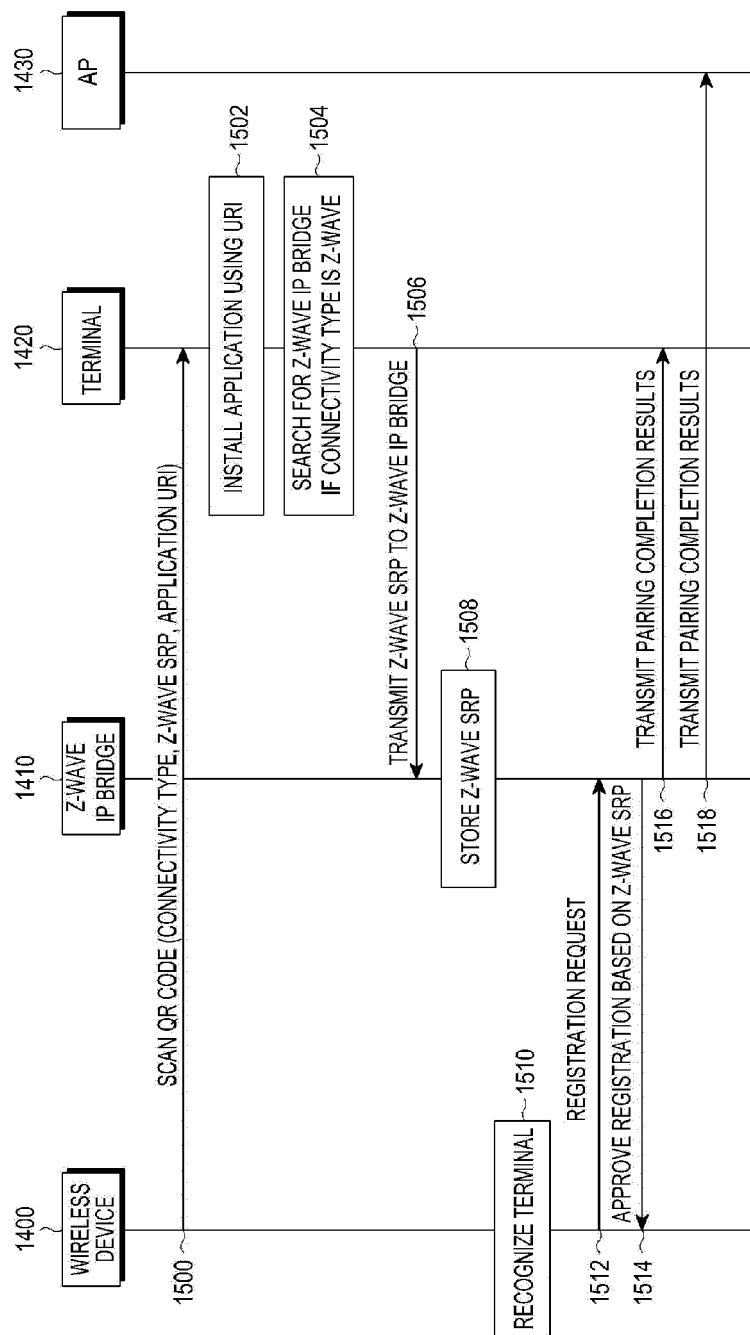 1400
WIRELESS
DEVICE
1410
Z-WAVE
IP BRIDGE
1420
TERMINAL
1430
AP
1500
SCAN QR CODE (CONNECTIVITY TYPE, Z-WAVE SRP, APPLICATION URI)
INSTALL APPLICATION USING URI
1502
SEARCH FOR Z-WAVE IP BRIDGE
IF CONNECTIVITY TYPE IS Z-WAVE
1504
TRANSMIT Z-WAVE SRP TO Z-WAVE IP BRIDGE
1506
STORE Z-WAVE SRP
1508
RECOGNIZE TERMINAL
1510
REGISTRATION REQUEST
1512
APPROVE REGISTRATION BASED ON Z-WAVE SRP
1514
TRANSMIT PAIRING COMPLETION RESULTS
1516
TRANSMIT PAIRING COMPLETION RESULTS
1518